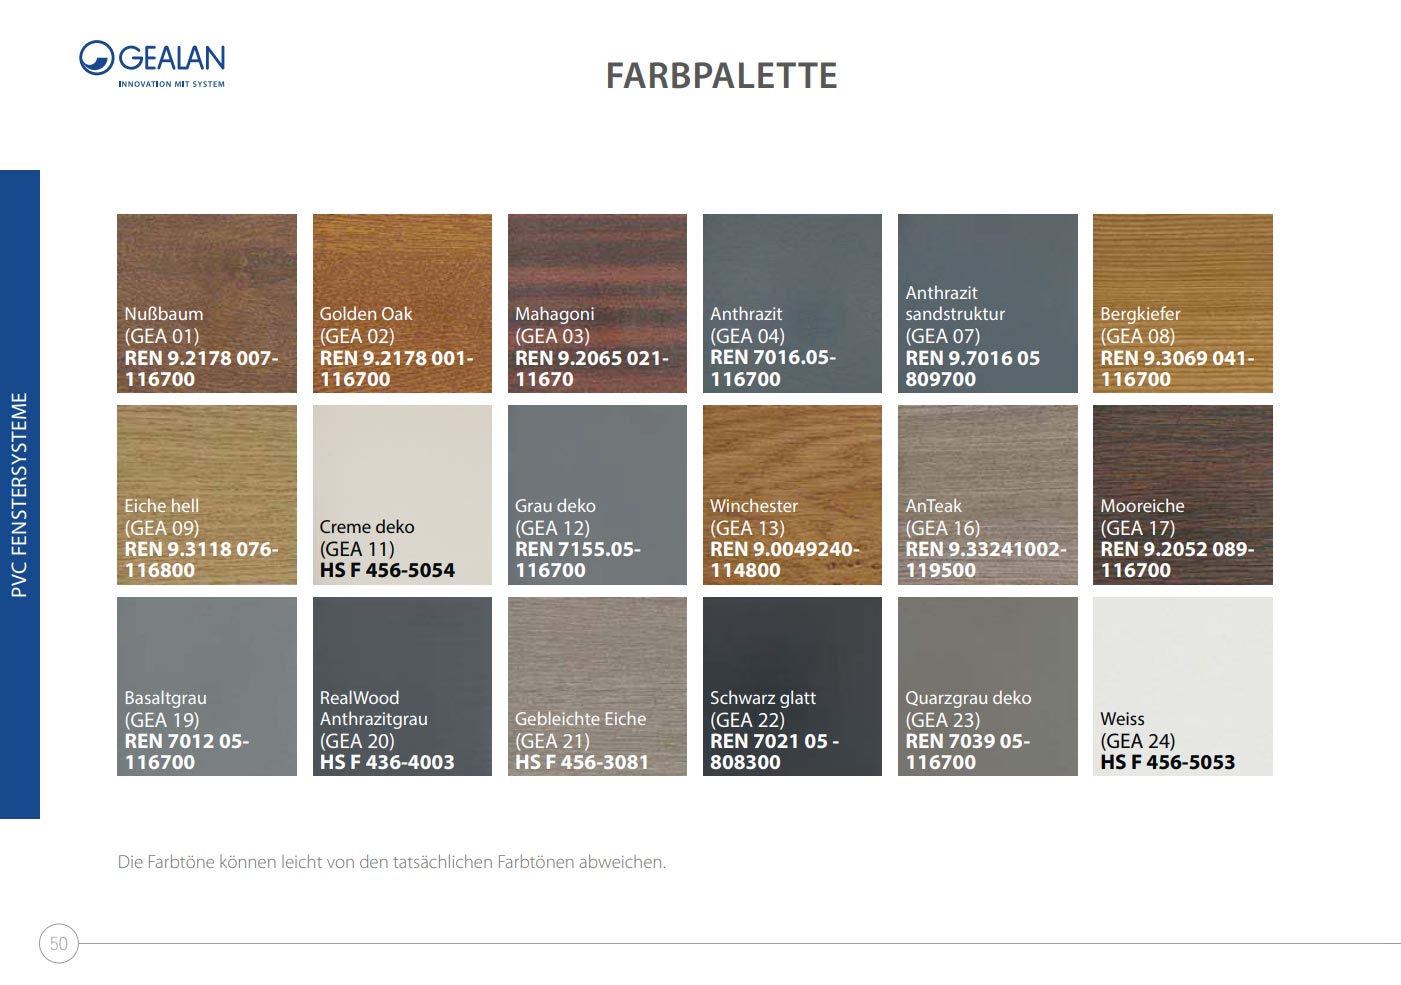 GEALAN
INNOVATION MIT SYSTEM
FARBPALETTE
PVC FENSTERSYSTEME
Nußbaum
(GEA 01)
REN 9.2178 007-
116700
Golden Oak
(GEA 02)
REN 9.2178 001-
116700
Mahagoni
(GEA 03)
REN 9.2065 021-
11670
Anthrazit
(GEA 04)
REN 7016.05-
116700
Anthrazit
sandstruktur
(GEA 07)
REN 9.7016 05
809700
Bergkiefer
(GEA 08)
REN 9.3069 041-
116700
Eiche hell
(GEA 09)
REN 9.3118 076-
116800
Creme deko
(GEA 11)
HS F 456-5054
Grau deko
(GEA 12)
REN 7155.05-
116700
Winchester
(GEA 13)
REN 9.0049240-
114800
AnTeak
(GEA 16)
REN 9.33241002-
119500
Mooreiche
(GEA 17)
REN 9.2052 089-
116700
Basaltgrau
(GEA 19)
REN 7012 05-
116700
RealWood
Anthrazitgrau
(GEA 20)
HS F 436-4003
Gebleichte Eiche
(GEA 21)
HS F 456-3081
Schwarz glatt
(GEA 22)
REN 7021 05 -
808300
Quarzgrau deko
(GEA 23)
REN 7039 05-
116700
Weiss
(GEA 24)
HS F 456-5053
Die Farbtöne können leicht von den tatsächlichen Farbtönen abweichen.
50